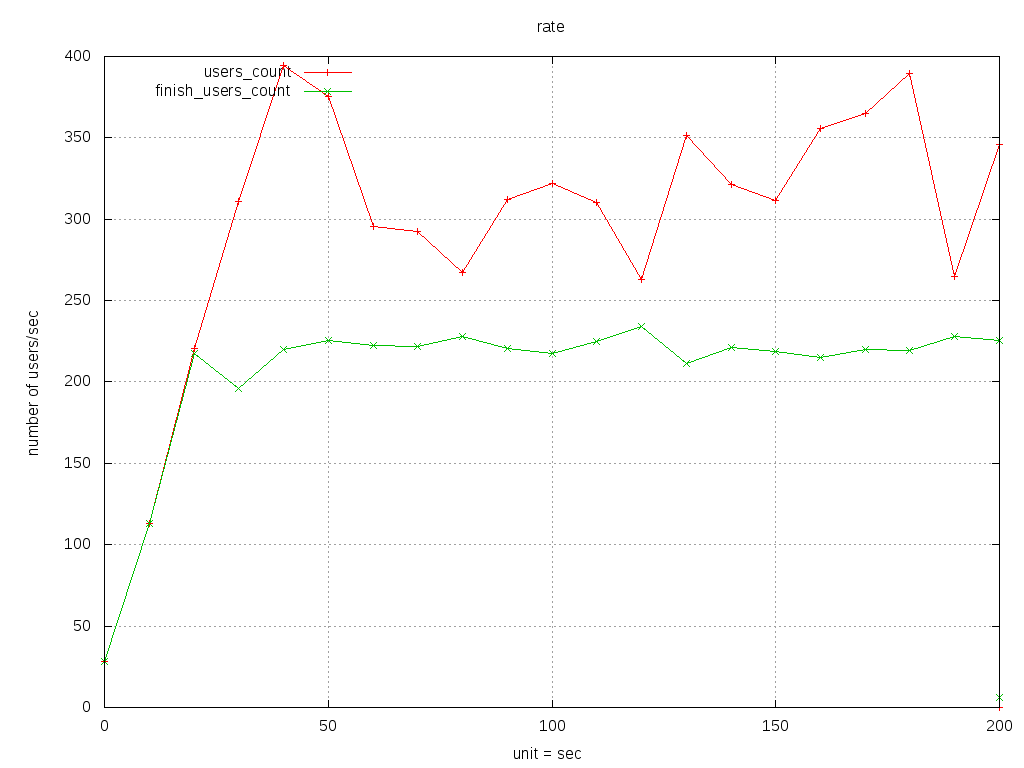 rate
400
users_count
finish_users_count
350
300
250
200
150
100
50
0
number of users/sec
0 50 100 150 200
unit = sec